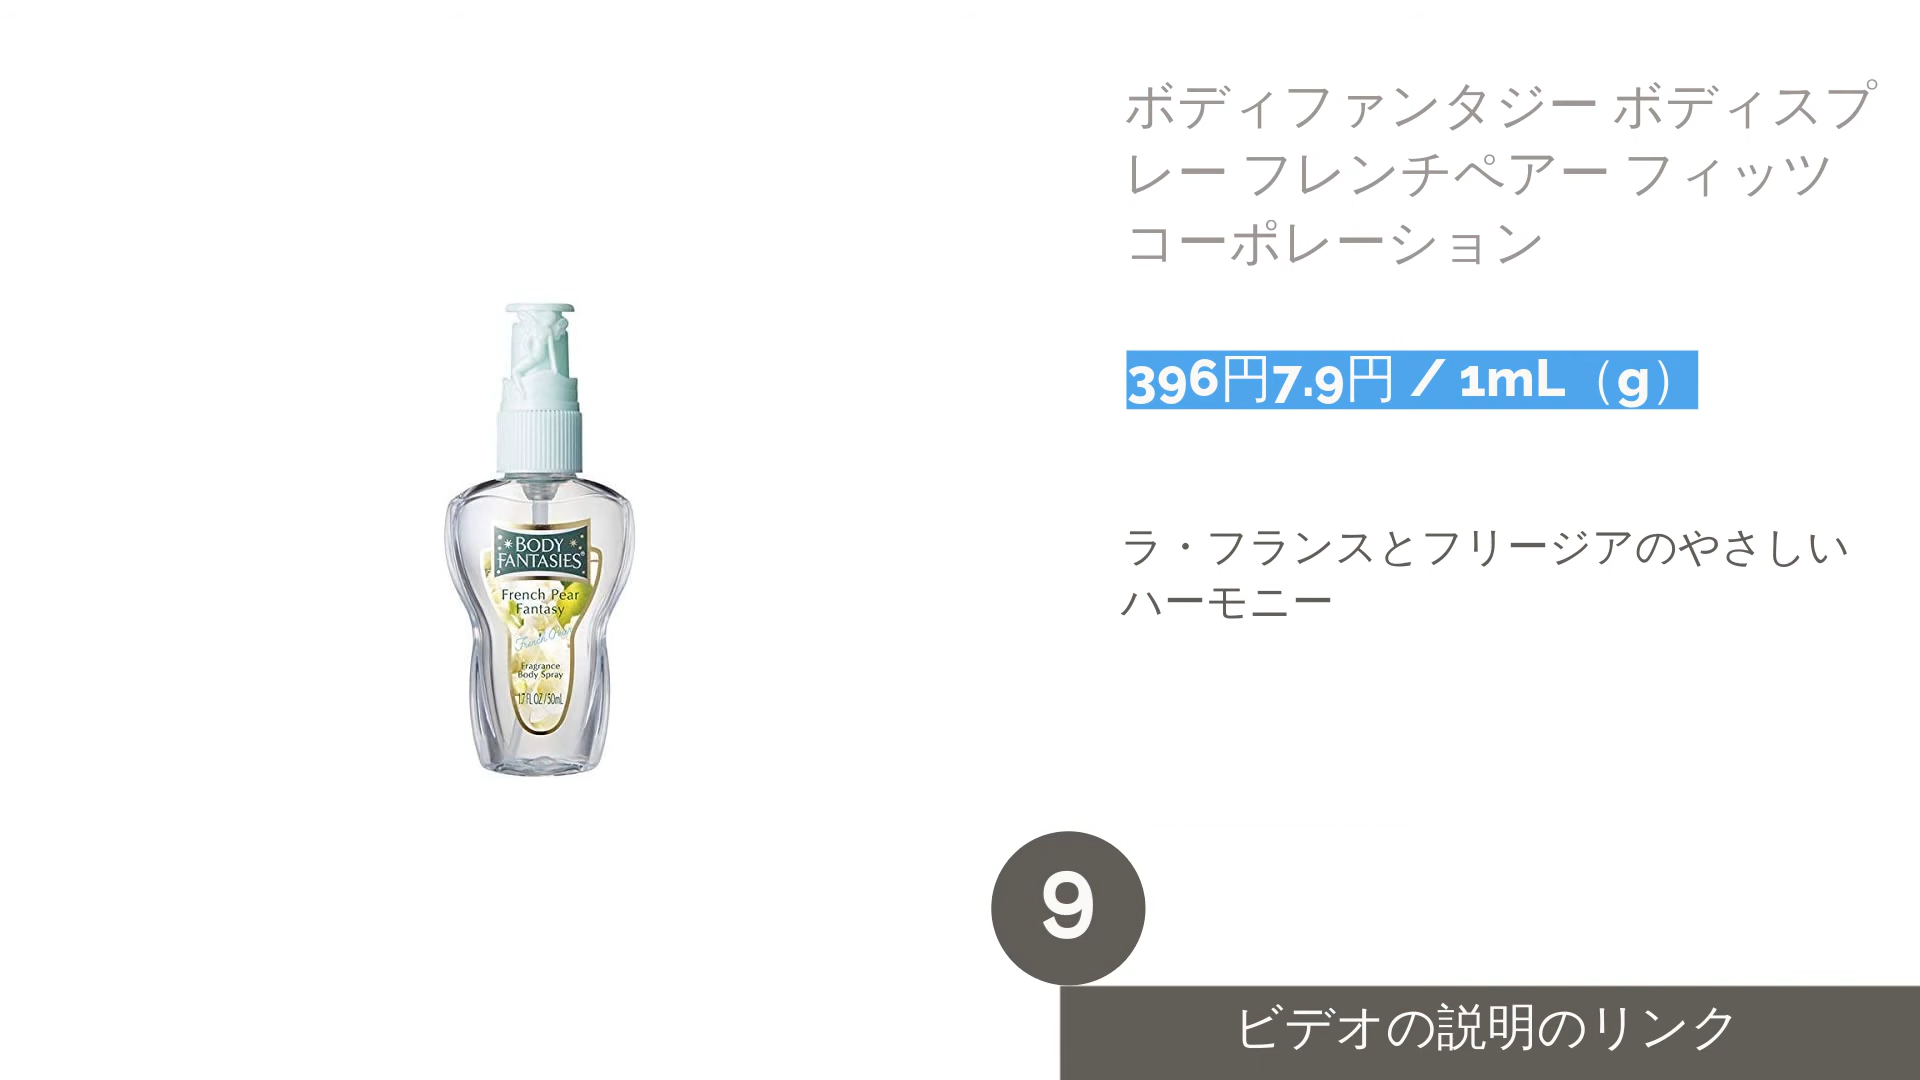 ボディファンタジー ボディスプ
レー フレンチペアー フィッツ
コーポレーション
396円7.9円 / 1mL（g）
ラ・フランスとフリージアのやさしい
ハーモニー
BODY
FANTASIES®
French Pear
Fantasy
French Pear
Fragrance
Body Spray
1.7 FL OZ / 50mL
9
ビデオの説明のリンク